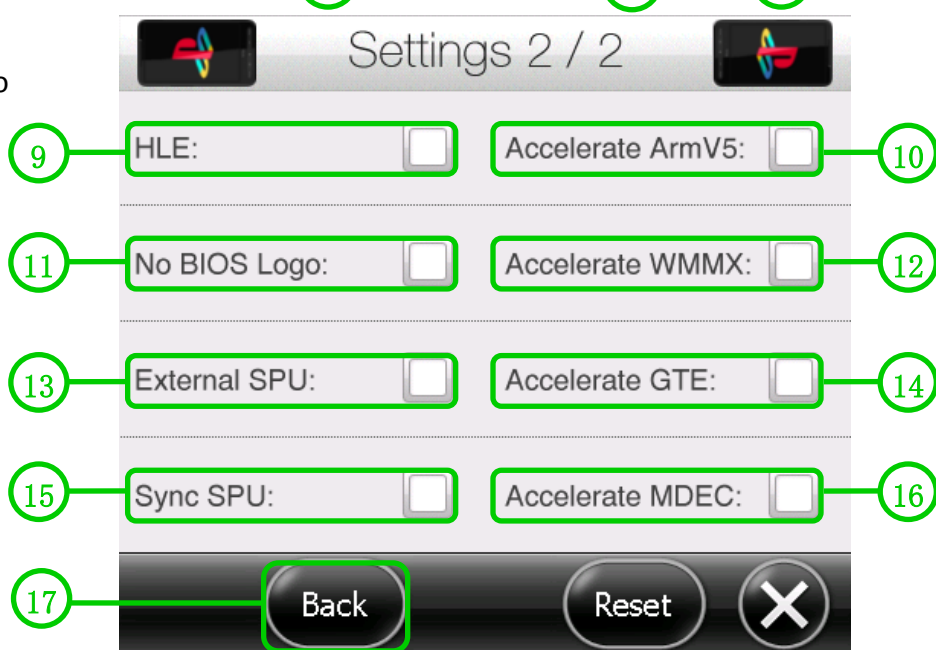 Settings 2 / 2
9 HLE: Accelerate ArmV5: 10
11 No BIOS Logo: Accelerate WMMX: 12
13 External SPU: Accelerate GTE: 14
15 Sync SPU: Accelerate MDEC: 16
17 Back Reset